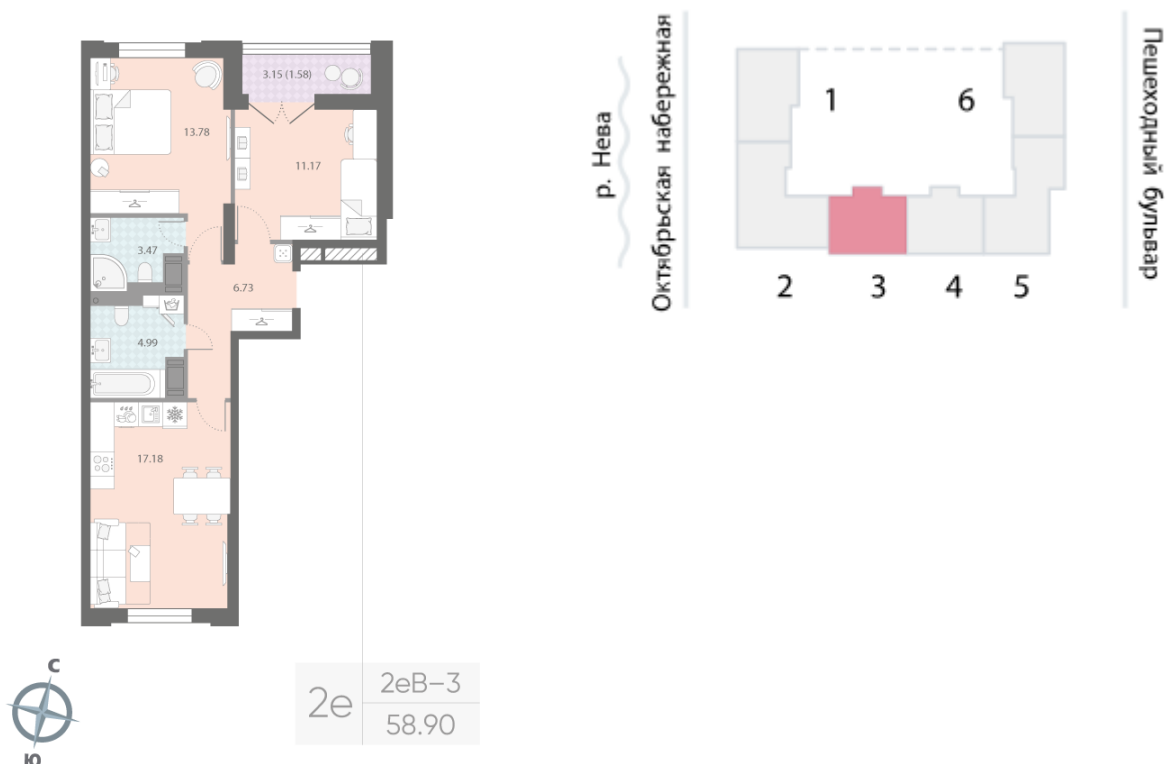 3.15 (1.58)
13.78
11.17
3.47
6.73
4.99
17.18
С
Ю
2е
2еВ–3
58.90
р. Нева
Октябрьская набережная
1
6
2
3
4
5
Пешеходный бульвар